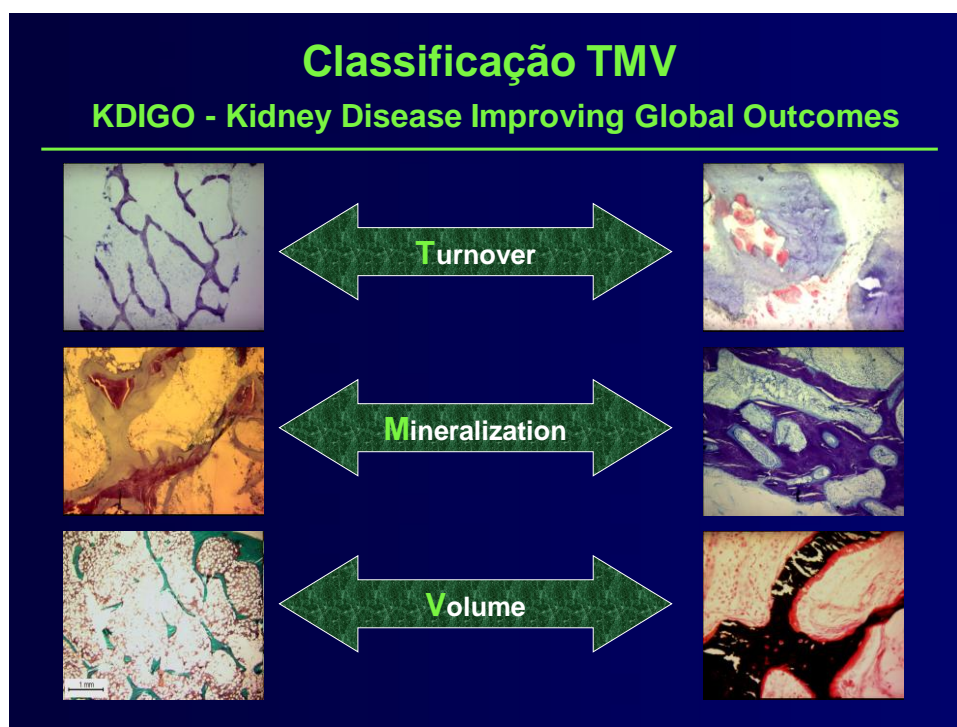 Classificação TMV
KDIGO - Kidney Disease Improving Global Outcomes
Turnover
Mineralization
Volume
1 mm